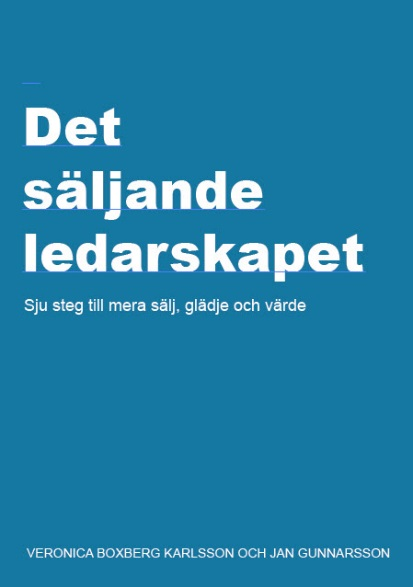 Det
säljande
ledarskapet
Sju steg till mera sälj, glädje och värde
VERONICA BOXBERG KARLSSON OCH JAN GUNNARSSON